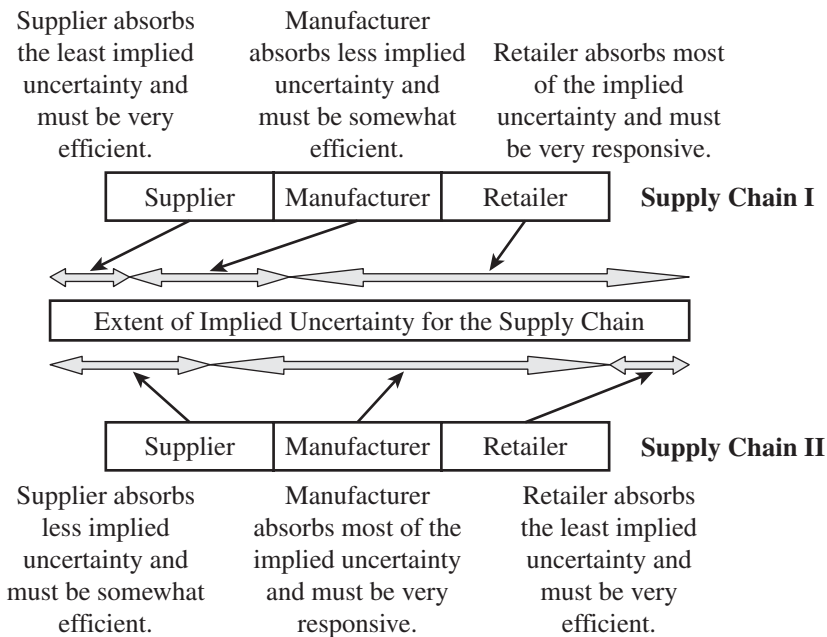 Supplier absorbs
the least implied
uncertainty and
must be very
efficient.
Manufacturer
absorbs less implied
uncertainty and
must be somewhat
efficient.
Retailer absorbs most
of the implied
uncertainty and must
be very responsive.
Supplier
Manufacturer
Retailer
Supply Chain I
Extent of Implied Uncertainty for the Supply Chain
Supplier
Manufacturer
Retailer
Supply Chain II
Supplier absorbs
less implied
uncertainty and
must be somewhat
efficient.
Manufacturer
absorbs most of the
implied uncertainty
and must be very
responsive.
Retailer absorbs
the least implied
uncertainty and
must be very
efficient.